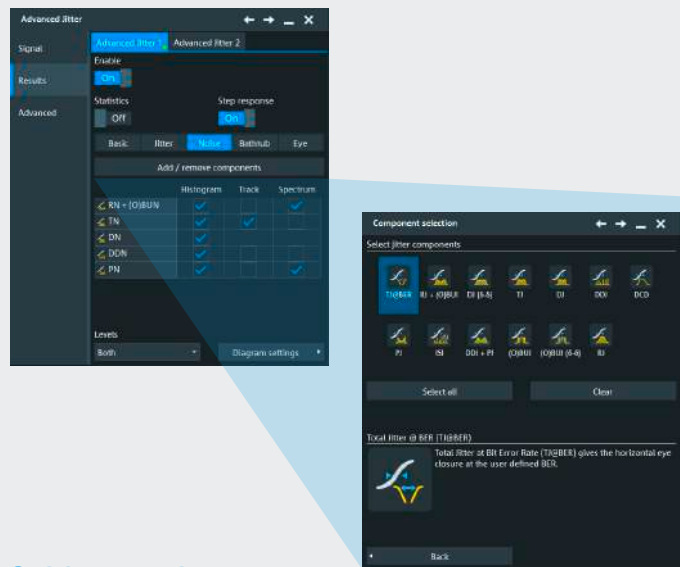 Advanced Jitter
Signal
Results
Advanced
Advanced Jitter 1 Advanced Jitter 2
Enable
On
Statistics Step response
Off On
Basic Jitter Noise Bathtub Eye
Add / remove components
Histogram Track Spectrum
RN + (O)BUN
TN
DN
DDN
PN
Levels
Both Diagram settings
Component selection
Select jitter components
TJ@BER RJ + (O)BUJ DJ (δ-δ) TJ DJ DDJ DCD
PJ ISI DDJ + PJ (O)BUJ (O)BUJ (δ-δ) RJ
Select all Clear
Total Jitter @ BER (TJ@BER)
Total Jitter at Bit Error Rate (TJ@BER) gives the horizontal eye
closure at the user defined BER.
Back